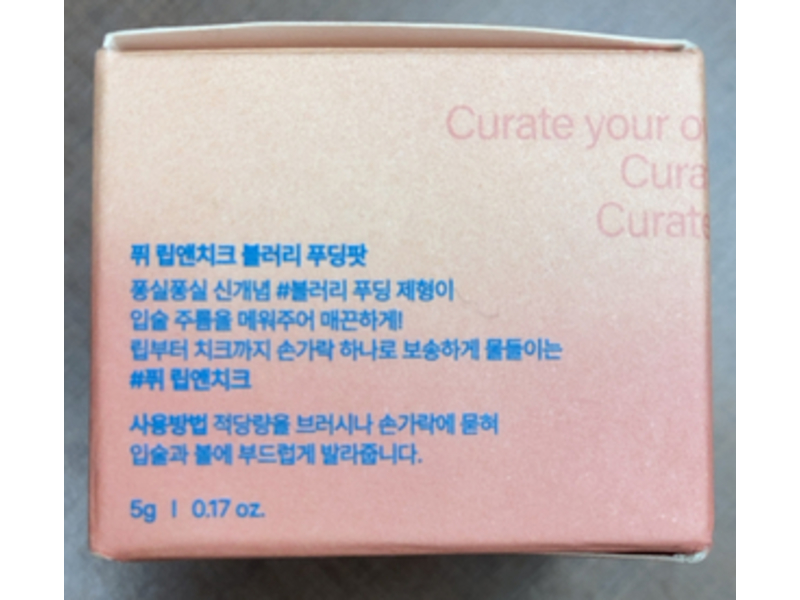 Curate your o
Cura
Curate
퓌 립앤치크 블러리 푸딩팟
퐁실퐁실 신개념 #블러리 푸딩 제형이
입술 주름을 메워주어 매끈하게!
립부터 치크까지 손가락 하나로 보송하게 물들이는
#퓌 립앤치크
사용방법 적당량을 브러시나 손가락에 묻혀
입술과 볼에 부드럽게 발라줍니다.
5g | 0.17 oz.